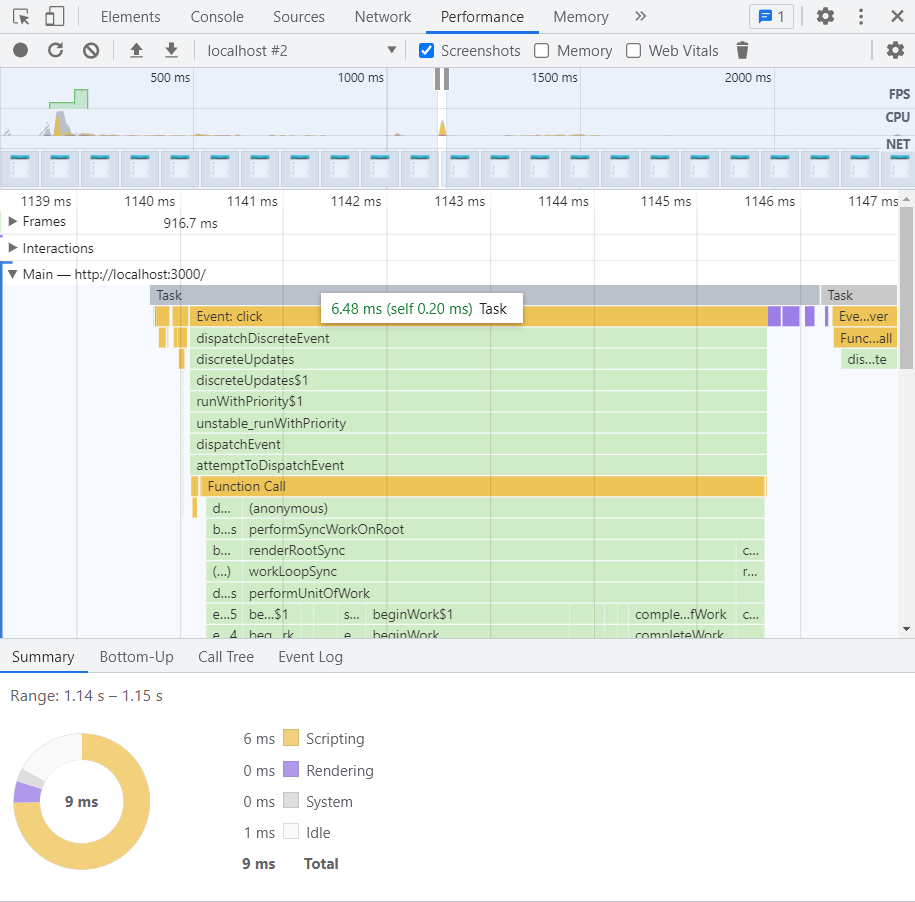 Elements Console Sources Network Performance Memory 1
localhost #2 Screenshots Memory Web Vitals
500 ms 1000 ms 1500 ms 2000 ms
FPS
CPU
NET
1139 ms 1140 ms 1141 ms 1142 ms 1143 ms 1144 ms 1145 ms 1146 ms 1147 ms
Frames 916.7 ms
Interactions
Main — http://localhost:3000/
Task Task
Event: click 6.48 ms (self 0.20 ms) Task Eve...ver
dispatchDiscreteEvent Func...all
discreteUpdates dis...te
discreteUpdates$1
runWithPriority$1
unstable_runWithPriority
dispatchEvent
attemptToDispatchEvent
Function Call
d... (anonymous)
b...s performSyncWorkOnRoot
b... renderRootSync c...
(...) workLoopSync r...
d...s performUnitOfWork
e...5 be...$1 s... beginWork$1 comple...fWork c...
e...4 beg...rk e beginWork completeWork
Summary Bottom-Up Call Tree Event Log
Range: 1.14 s – 1.15 s
9 ms
6 ms Scripting
0 ms Rendering
0 ms System
1 ms Idle
9 ms Total